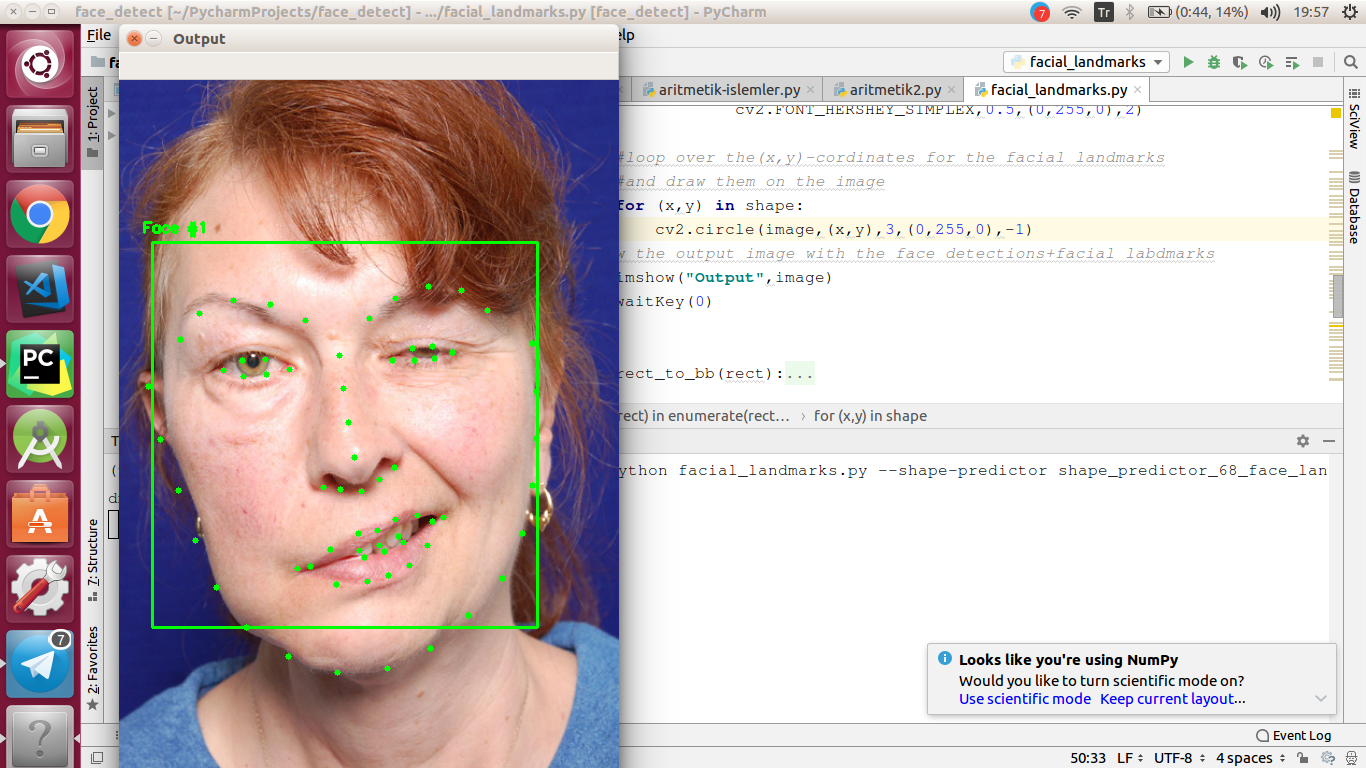 face_detect [~/PycharmProjects/face_detect] - .../facial_landmarks.py [face_detect] - PyCharm
7
Tr
(0:44, 14%)
19:57
File
Output
elp
facial_landmarks
aritmetik-islemler.py
aritmetik2.py
facial_landmarks.py
1: Project
SciView
Database
cv2.FONT_HERSHEY_SIMPLEX,0.5,(0,255,0),2)
#loop over the(x,y)-cordinates for the facial landmarks
#and draw them on the image
for (x,y) in shape:
cv2.circle(image,(x,y),3,(0,255,0),-1)
w the output image with the face detections+facial labdmarks
imshow("Output",image)
waitKey(0)
rect_to_bb(rect):...
Face #1
PC
rect) in enumerate(rect... › for (x,y) in shape
ython facial_landmarks.py --shape-predictor shape_predictor_68_face_lan
7: Structure
2: Favorites
7
Looks like you're using NumPy
Would you like to turn scientific mode on?
Use scientific mode Keep current layout...
Event Log
50:33 LF UTF-8 4 spaces